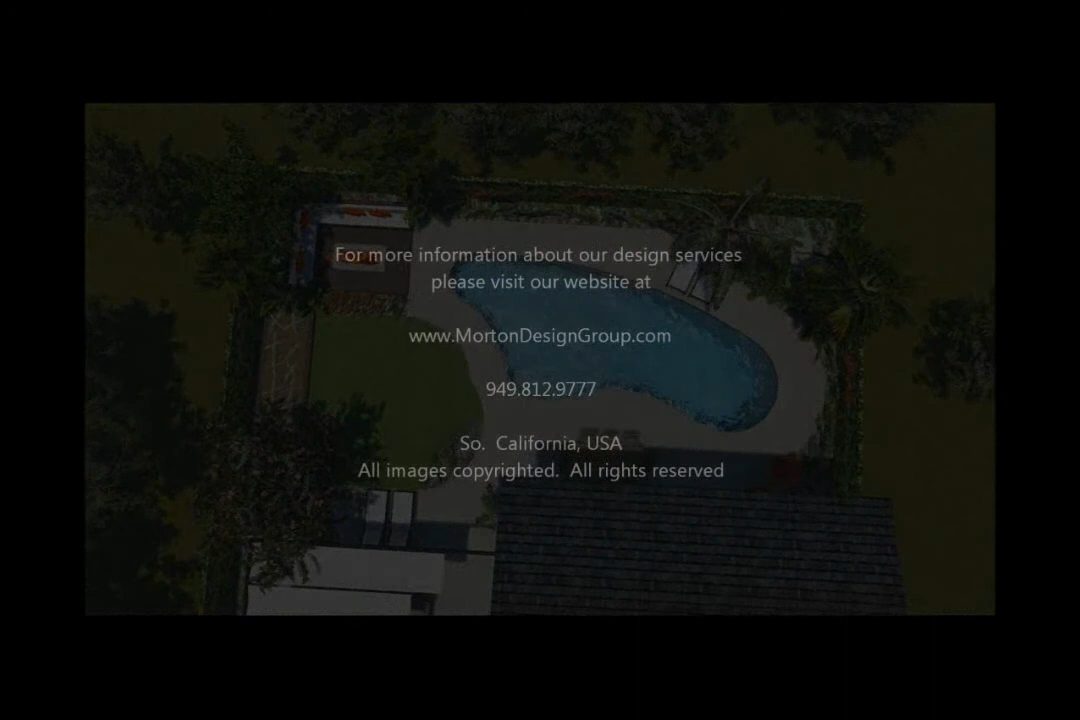 For more information about our design services
please visit our website at
www.MortonDesignGroup.com
949.812.9777
So.  California, USA
All images copyrighted.  All rights reserved